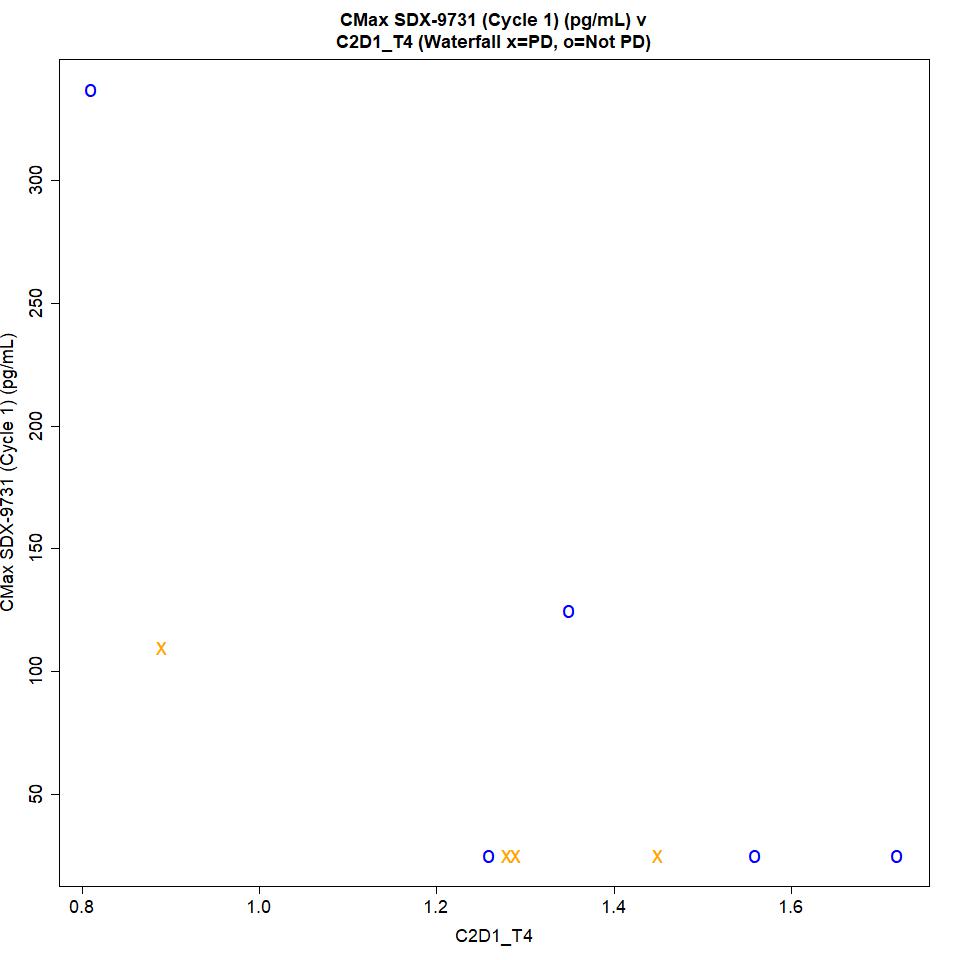 CMax SDX-9731 (Cycle 1) (pg/mL) v
C2D1_T4 (Waterfall x=PD, o=Not PD)
CMax SDX-9731 (Cycle 1) (pg/mL)
300
250
200
150
100
50
O
X
O
O XX X O O
0.8 1.0 1.2 1.4 1.6
C2D1_T4